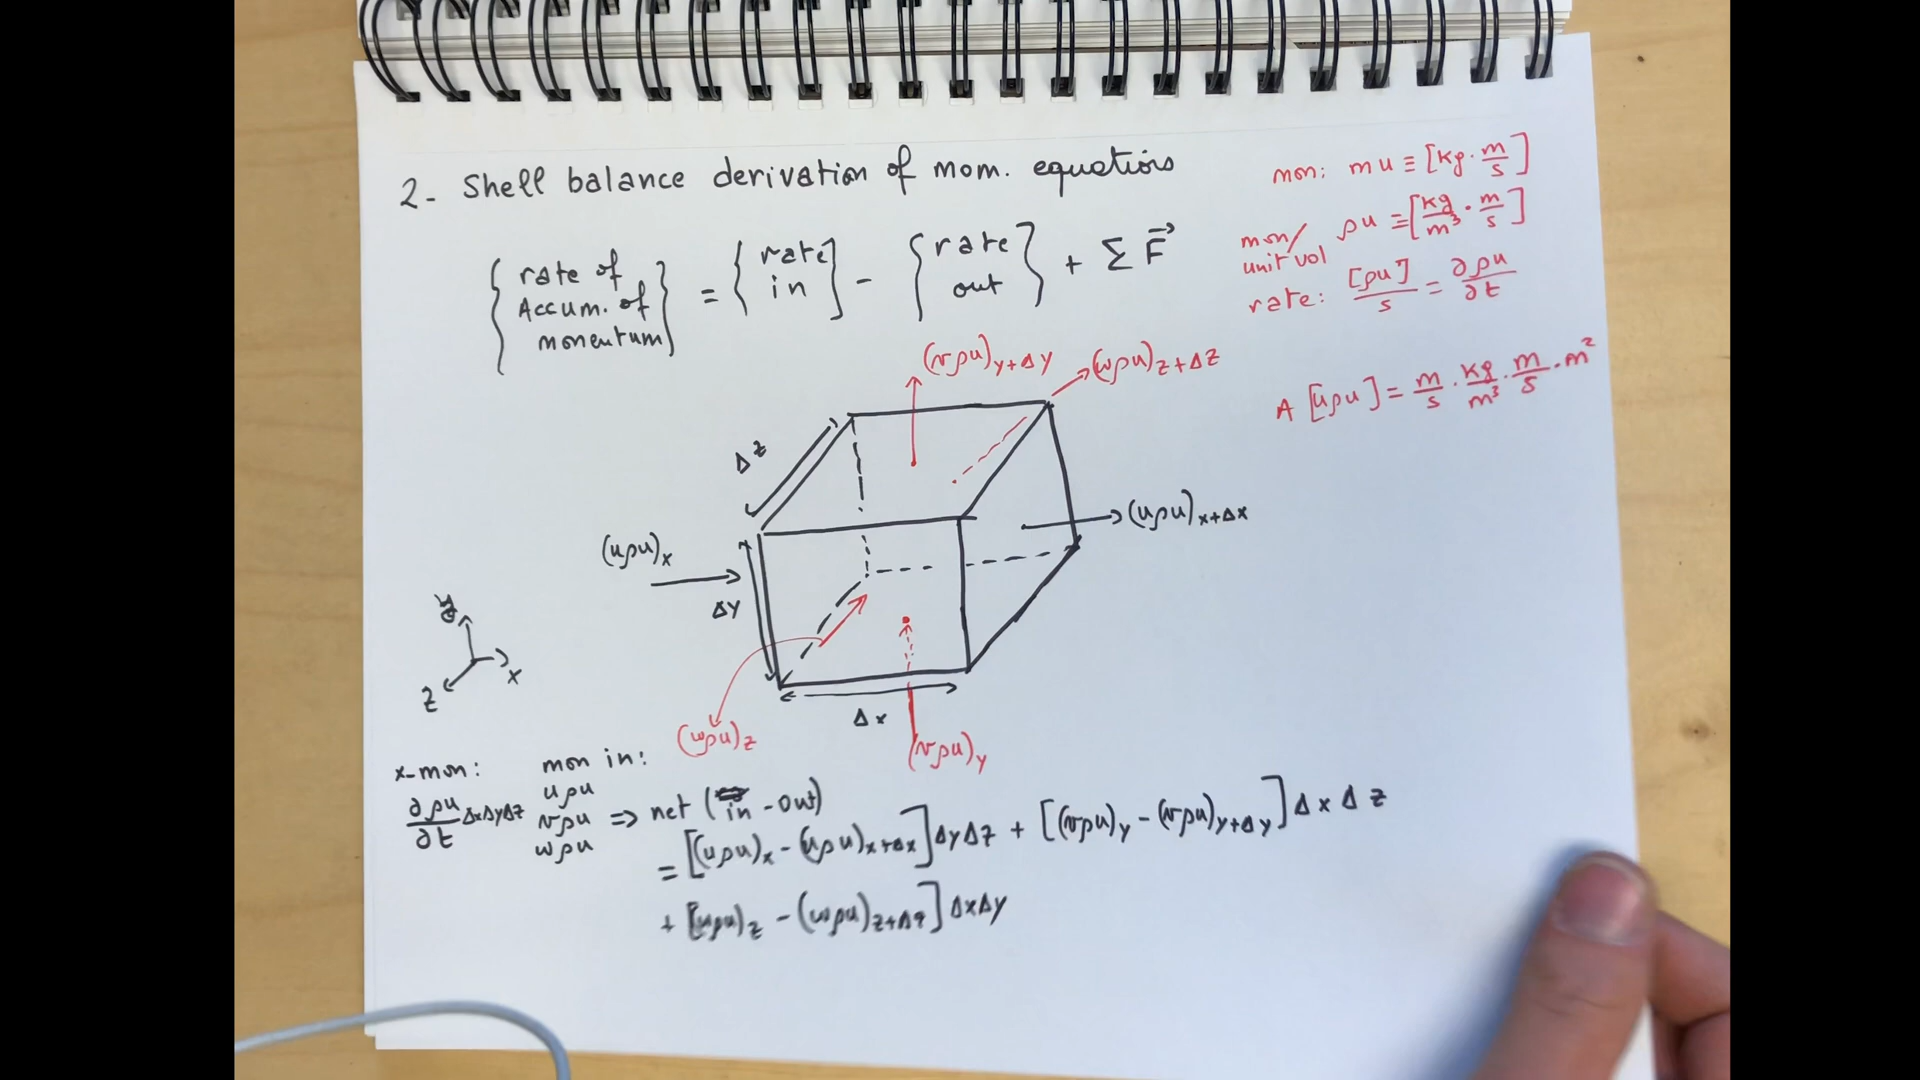 2- Shell balance derivation of mom. equations
mom: mu ≡ [kg·m/s]
mom/unit vol ρu ≡ [kg/m³·m/s]
rate: [ρu]/s = ∂ρu/∂t
{rate of Accum. of momentum} = {rate in} - {rate out} + Σ F⃗
A [uρu] = m/s · kg/m³ · m/s · m²
(vρu)y+Δy
(wρu)z+Δz
Δz
(uρu)x
(uρu)x+Δx
Δy
y
x
z
Δx
(wρu)z
(vρu)y
x-mom:
∂ρu/∂t ΔxΔyΔz
mom in:
uρu
vρu
wρu
=> net (in - out)
= [(uρu)x - (uρu)x+Δx] ΔyΔz + [(vρu)y - (vρu)y+Δy] Δx Δz
+ [wρu)z - (wρu)z+Δz] ΔxΔy